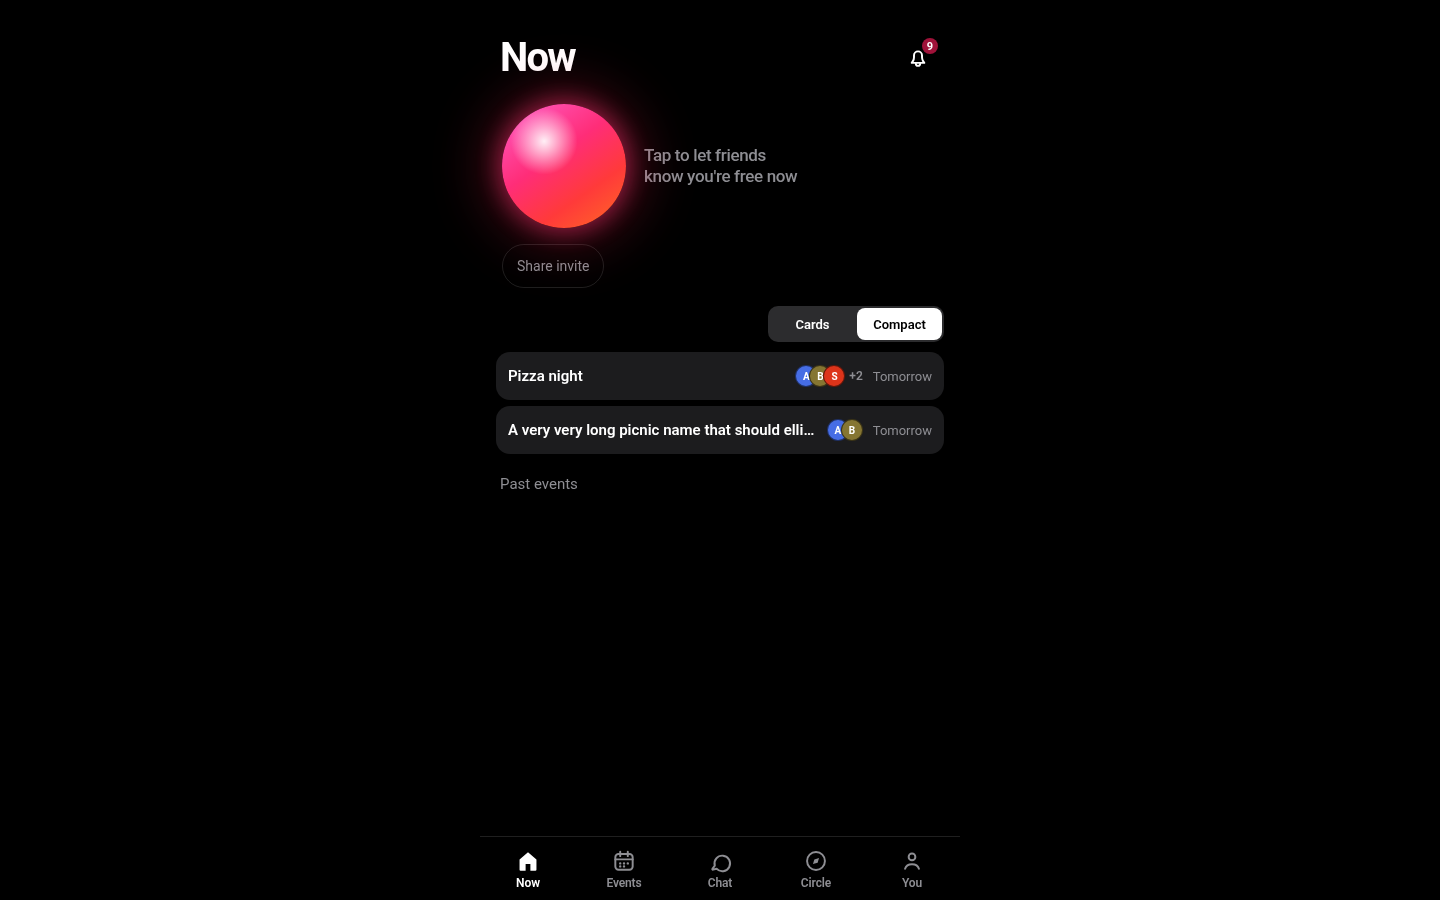 Now
9
Tap to let friends
know you're free now
Share invite
Cards
Compact
Pizza night
A
B
S
+2
Tomorrow
A very very long picnic name that should elli...
A
B
Tomorrow
Past events
Now
Events
Chat
Circle
You